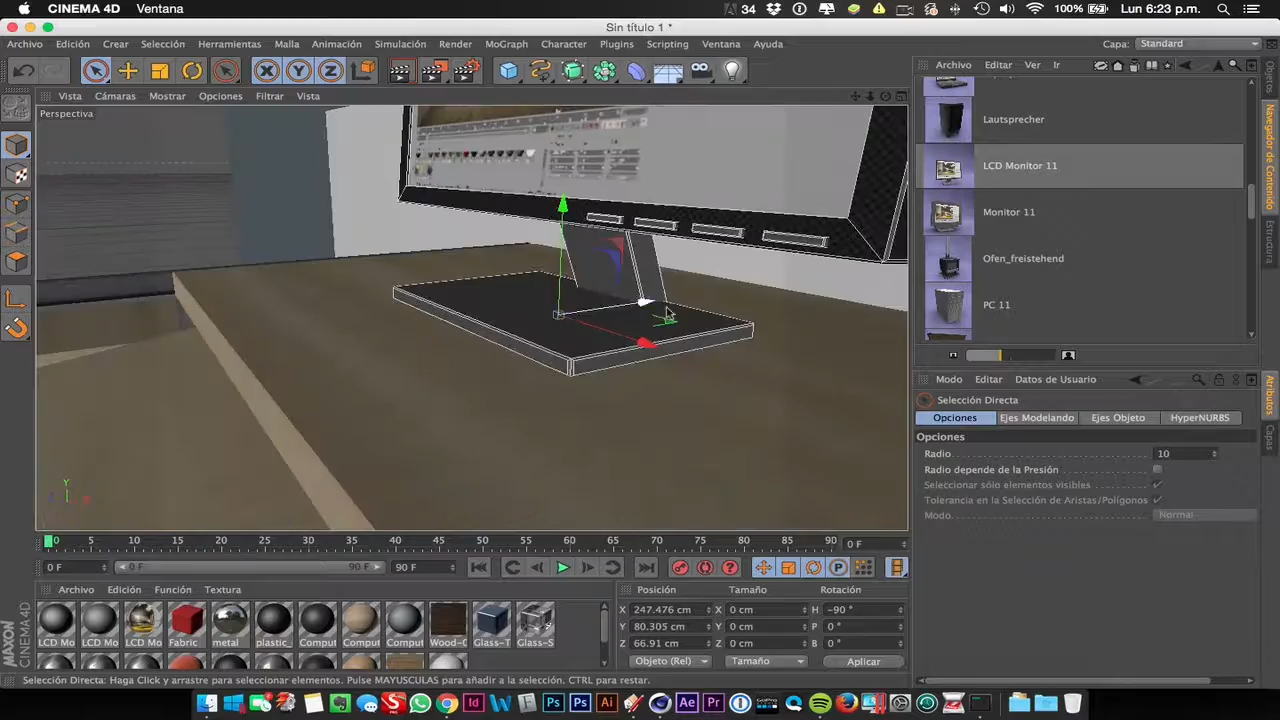 CINEMA 4D Ventana 34 100% Lun 6:23 p.m.
Sin título 1 *
Archivo Edición Crear Selección Herramientas Malla Animación Simulación Render MoGraph Character Plugins Scripting Ventana Ayuda Capa: Standard
X Y Z
Vista Cámaras Mostrar Opciones Filtrar Vista
Perspectiva
Archivo Editar Ver Ir
Lautsprecher
LCD Monitor 11
Monitor 11
Ofen_freistehend
PC 11
Objetos
Navegador de Contenido
Estructura
Modo Editar Datos de Usuario
Selección Directa
Opciones Ejes Modelando Ejes Objeto HyperNURBS
Opciones
Radio 10
Radio depende de la Presión
Seleccionar sólo elementos visibles
Tolerancia en la Selección de Aristas/Polígonos
Modo Normal
Atributos
Capas
Y
0 5 10 15 20 25 30 35 40 45 50 55 60 65 70 75 80 85 90 0 F
0 F 0 F 90 F 90 F
P
Archivo Edición Función Textura
LCD Mo LCD Mo LCD Mo Fabric metal plastic_ Comput Comput Comput Wood-( Glass-T Glass-S
Posición Tamaño Rotación
X 247.476 cm X 0 cm H -90 °
Y 80.305 cm Y 0 cm P 0 °
Z 66.91 cm Z 0 cm B 0 °
Objeto (Rel) Tamaño Aplicar
MAXON
CINEMA 4D
Selección Directa: Haga Click y arrastre para seleccionar elementos. Pulse MAYUSCULAS para añadir a la selección. CTRL para restar.
Id W Ps Ps Ai Ae Pr